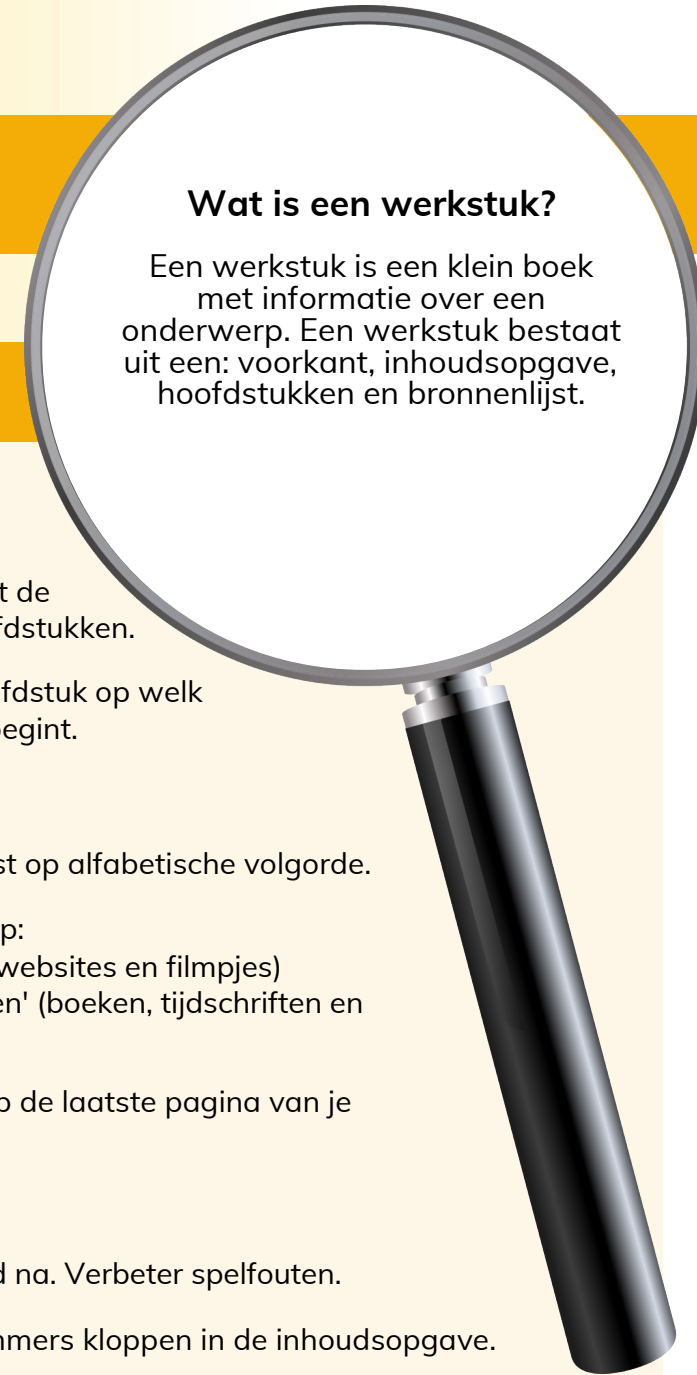 Wat is een werkstuk?
Een werkstuk is een klein boek
met informatie over een
onderwerp. Een werkstuk bestaat
uit een: voorkant, inhoudsopgave,
hoofdstukken en bronnenlijst.
t de
fdstukken.
fdstuk op welk
egint.
st op alfabetische volgorde.
p:
websites en filmpjes)
en' (boeken, tijdschriften en
de laatste pagina van je
d na. Verbeter spelfouten.
mmers kloppen in de inhoudsopgave.